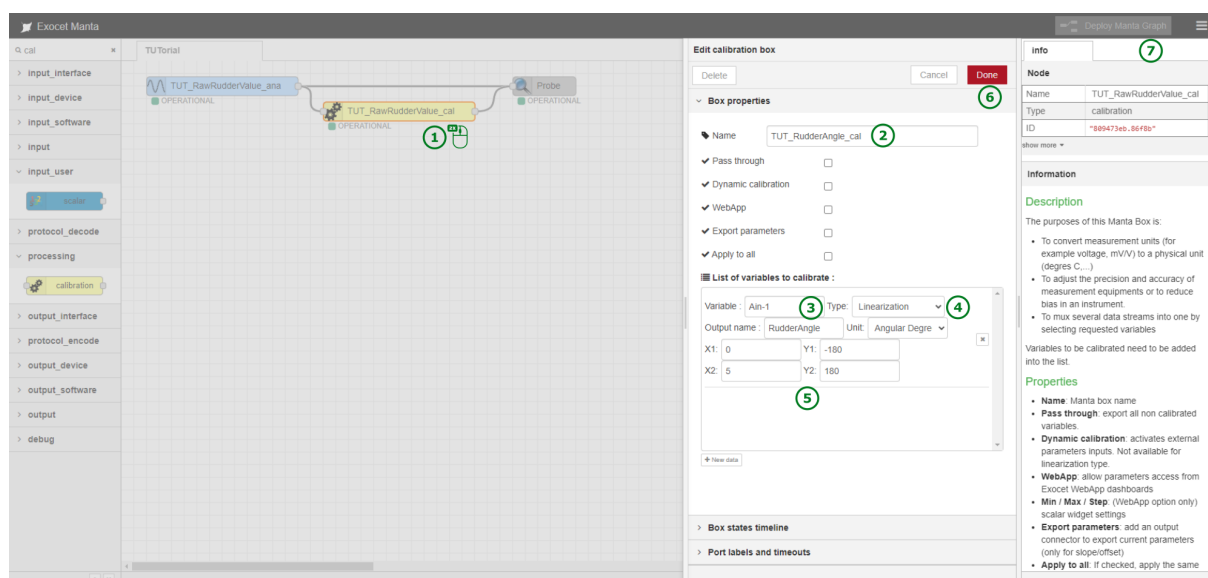 Exocet Manta
Deploy Manta Graph
cal
input_interface
input_device
input_software
input
input_user
scalar
protocol_decode
processing
calibration
output_interface
protocol_encode
output_device
output_software
output
debug
TUTorial
TUT_RawRudderValue_ana
OPERATIONAL
TUT_RawRudderValue_cal
OPERATIONAL
Probe
OPERATIONAL
1
Edit calibration box
Delete
Cancel
Done
6
Box properties
Name
TUT_RudderAngle_cal
2
Pass through
Dynamic calibration
WebApp
Export parameters
Apply to all
List of variables to calibrate :
Variable : Ain-1 3 Type: Linearization 4
Output name : RudderAngle Unit: Angular Degre
X1: 0 Y1: -180
X2: 5 Y2: 180
5
New data
Box states timeline
Port labels and timeouts
info
7
Node
Name TUT_RawRudderValue_cal
Type calibration
ID "809473eb.86f8b"
show more
Information
Description
The purposes of this Manta Box is:
• To convert measurement units (for
example voltage, mV/V) to a physical unit
(degres C,...)
• To adjust the precision and accuracy of
measurement equipments or to reduce
bias in an instrument.
• To mux several data streams into one by
selecting requested variables
Variables to be calibrated need to be added
into the list.
Properties
• Name: Manta box name
• Pass through: export all non calibrated
variables.
• Dynamic calibration: activates external
parameters inputs. Not available for
linearization type.
• WebApp: allow parameters access from
Exocet WebApp dashboards
• Min / Max / Step: (WebApp option only)
scalar widget settings
• Export parameters: add an output
connector to export current parameters
(only for slope/offset)
• Apply to all: If checked, apply the same